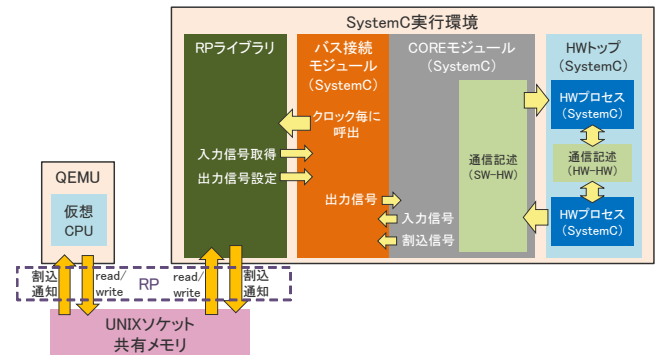 SystemC実行環境
RPライブラリ
バス接続
モジュール
(SystemC)
COREモジュール
(SystemC)
HWトップ
(SystemC)
クロック毎に
呼出
入力信号取得
出力信号設定
出力信号
入力信号
割込信号
通信記述
(SW-HW)
HWプロセス
(SystemC)
通信記述
(HW-HW)
HWプロセス
(SystemC)
QEMU
仮想
CPU
割込
通知
read/
write
RP
read/
write
割込
通知
UNIXソケット
共有メモリ